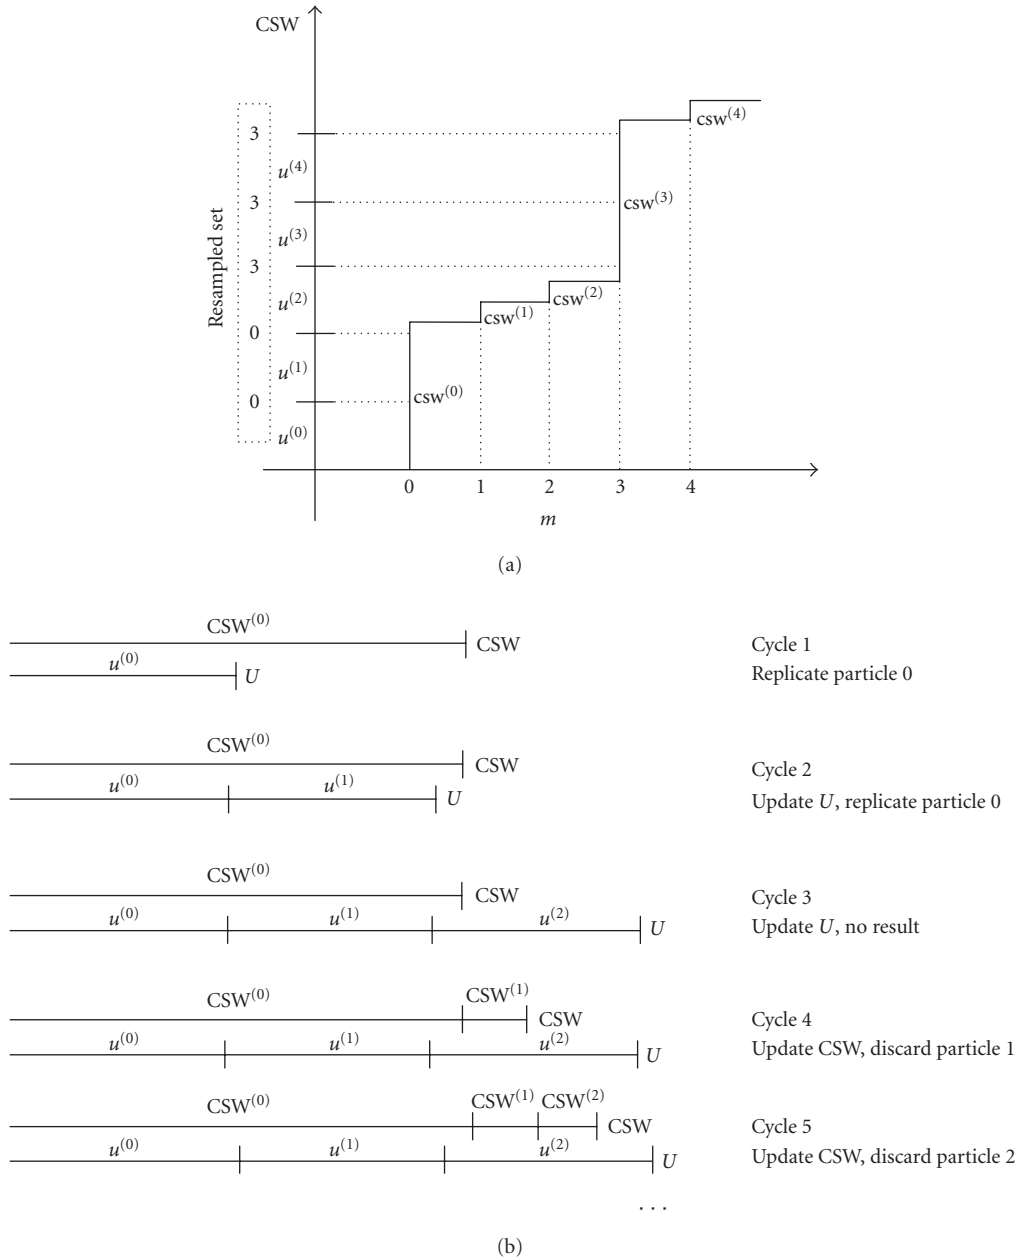 CSW
csw⁽⁴⁾
3
u⁽⁴⁾
3
csw⁽³⁾
u⁽³⁾
3
u⁽²⁾
csw⁽²⁾
csw⁽¹⁾
0
u⁽¹⁾
csw⁽⁰⁾
0
u⁽⁰⁾
Resampled set
0 1 2 3 4
m
(a)
CSW⁽⁰⁾
CSW
Cycle 1
u⁽⁰⁾
U
Replicate particle 0
CSW⁽⁰⁾
CSW
Cycle 2
u⁽⁰⁾ u⁽¹⁾
U
Update U, replicate particle 0
CSW⁽⁰⁾
CSW
Cycle 3
u⁽⁰⁾ u⁽¹⁾ u⁽²⁾
U
Update U, no result
CSW⁽⁰⁾ CSW⁽¹⁾
CSW
Cycle 4
u⁽⁰⁾ u⁽¹⁾ u⁽²⁾
U
Update CSW, discard particle 1
CSW⁽⁰⁾ CSW⁽¹⁾ CSW⁽²⁾
CSW
Cycle 5
u⁽⁰⁾ u⁽¹⁾ u⁽²⁾
U
Update CSW, discard particle 2
...
(b)